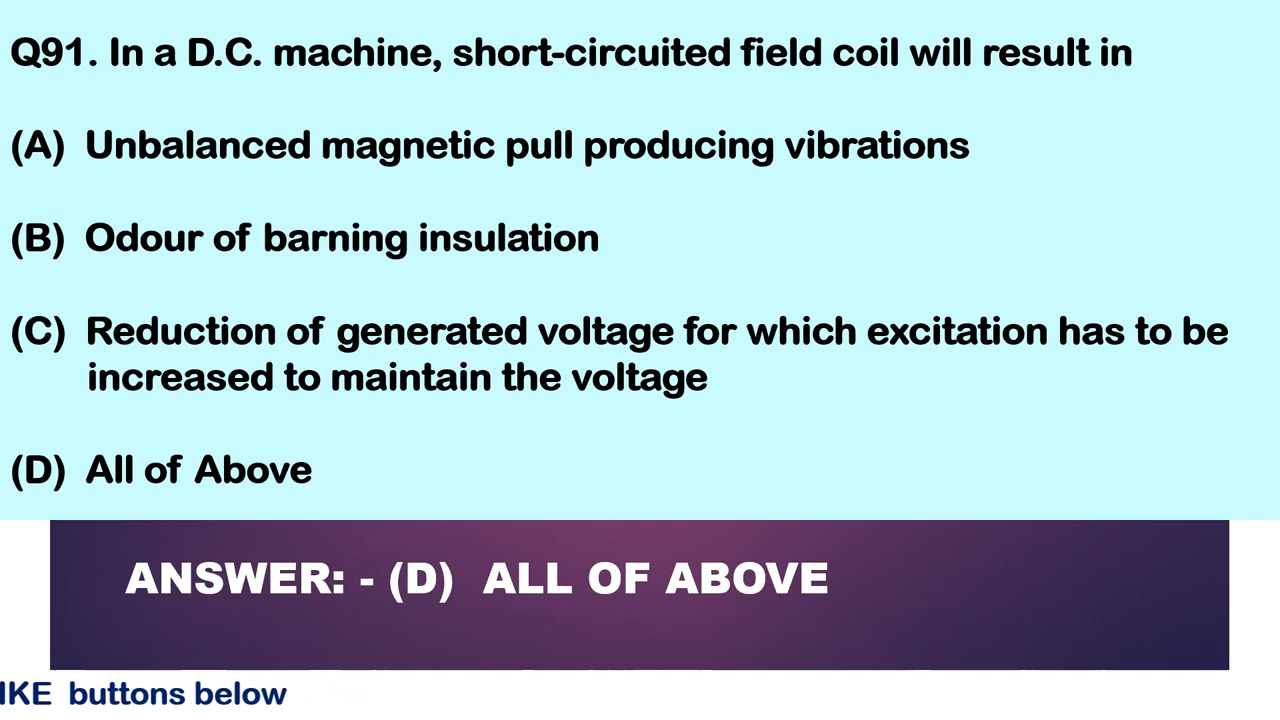 Q91. In a D.C. machine, short-circuited field coil will result in
(A) Unbalanced magnetic pull producing vibrations
(B) Odour of barning insulation
(C) Reduction of generated voltage for which excitation has to be
increased to maintain the voltage
(D) All of Above
ANSWER: - (D) ALL OF ABOVE
IKE buttons below